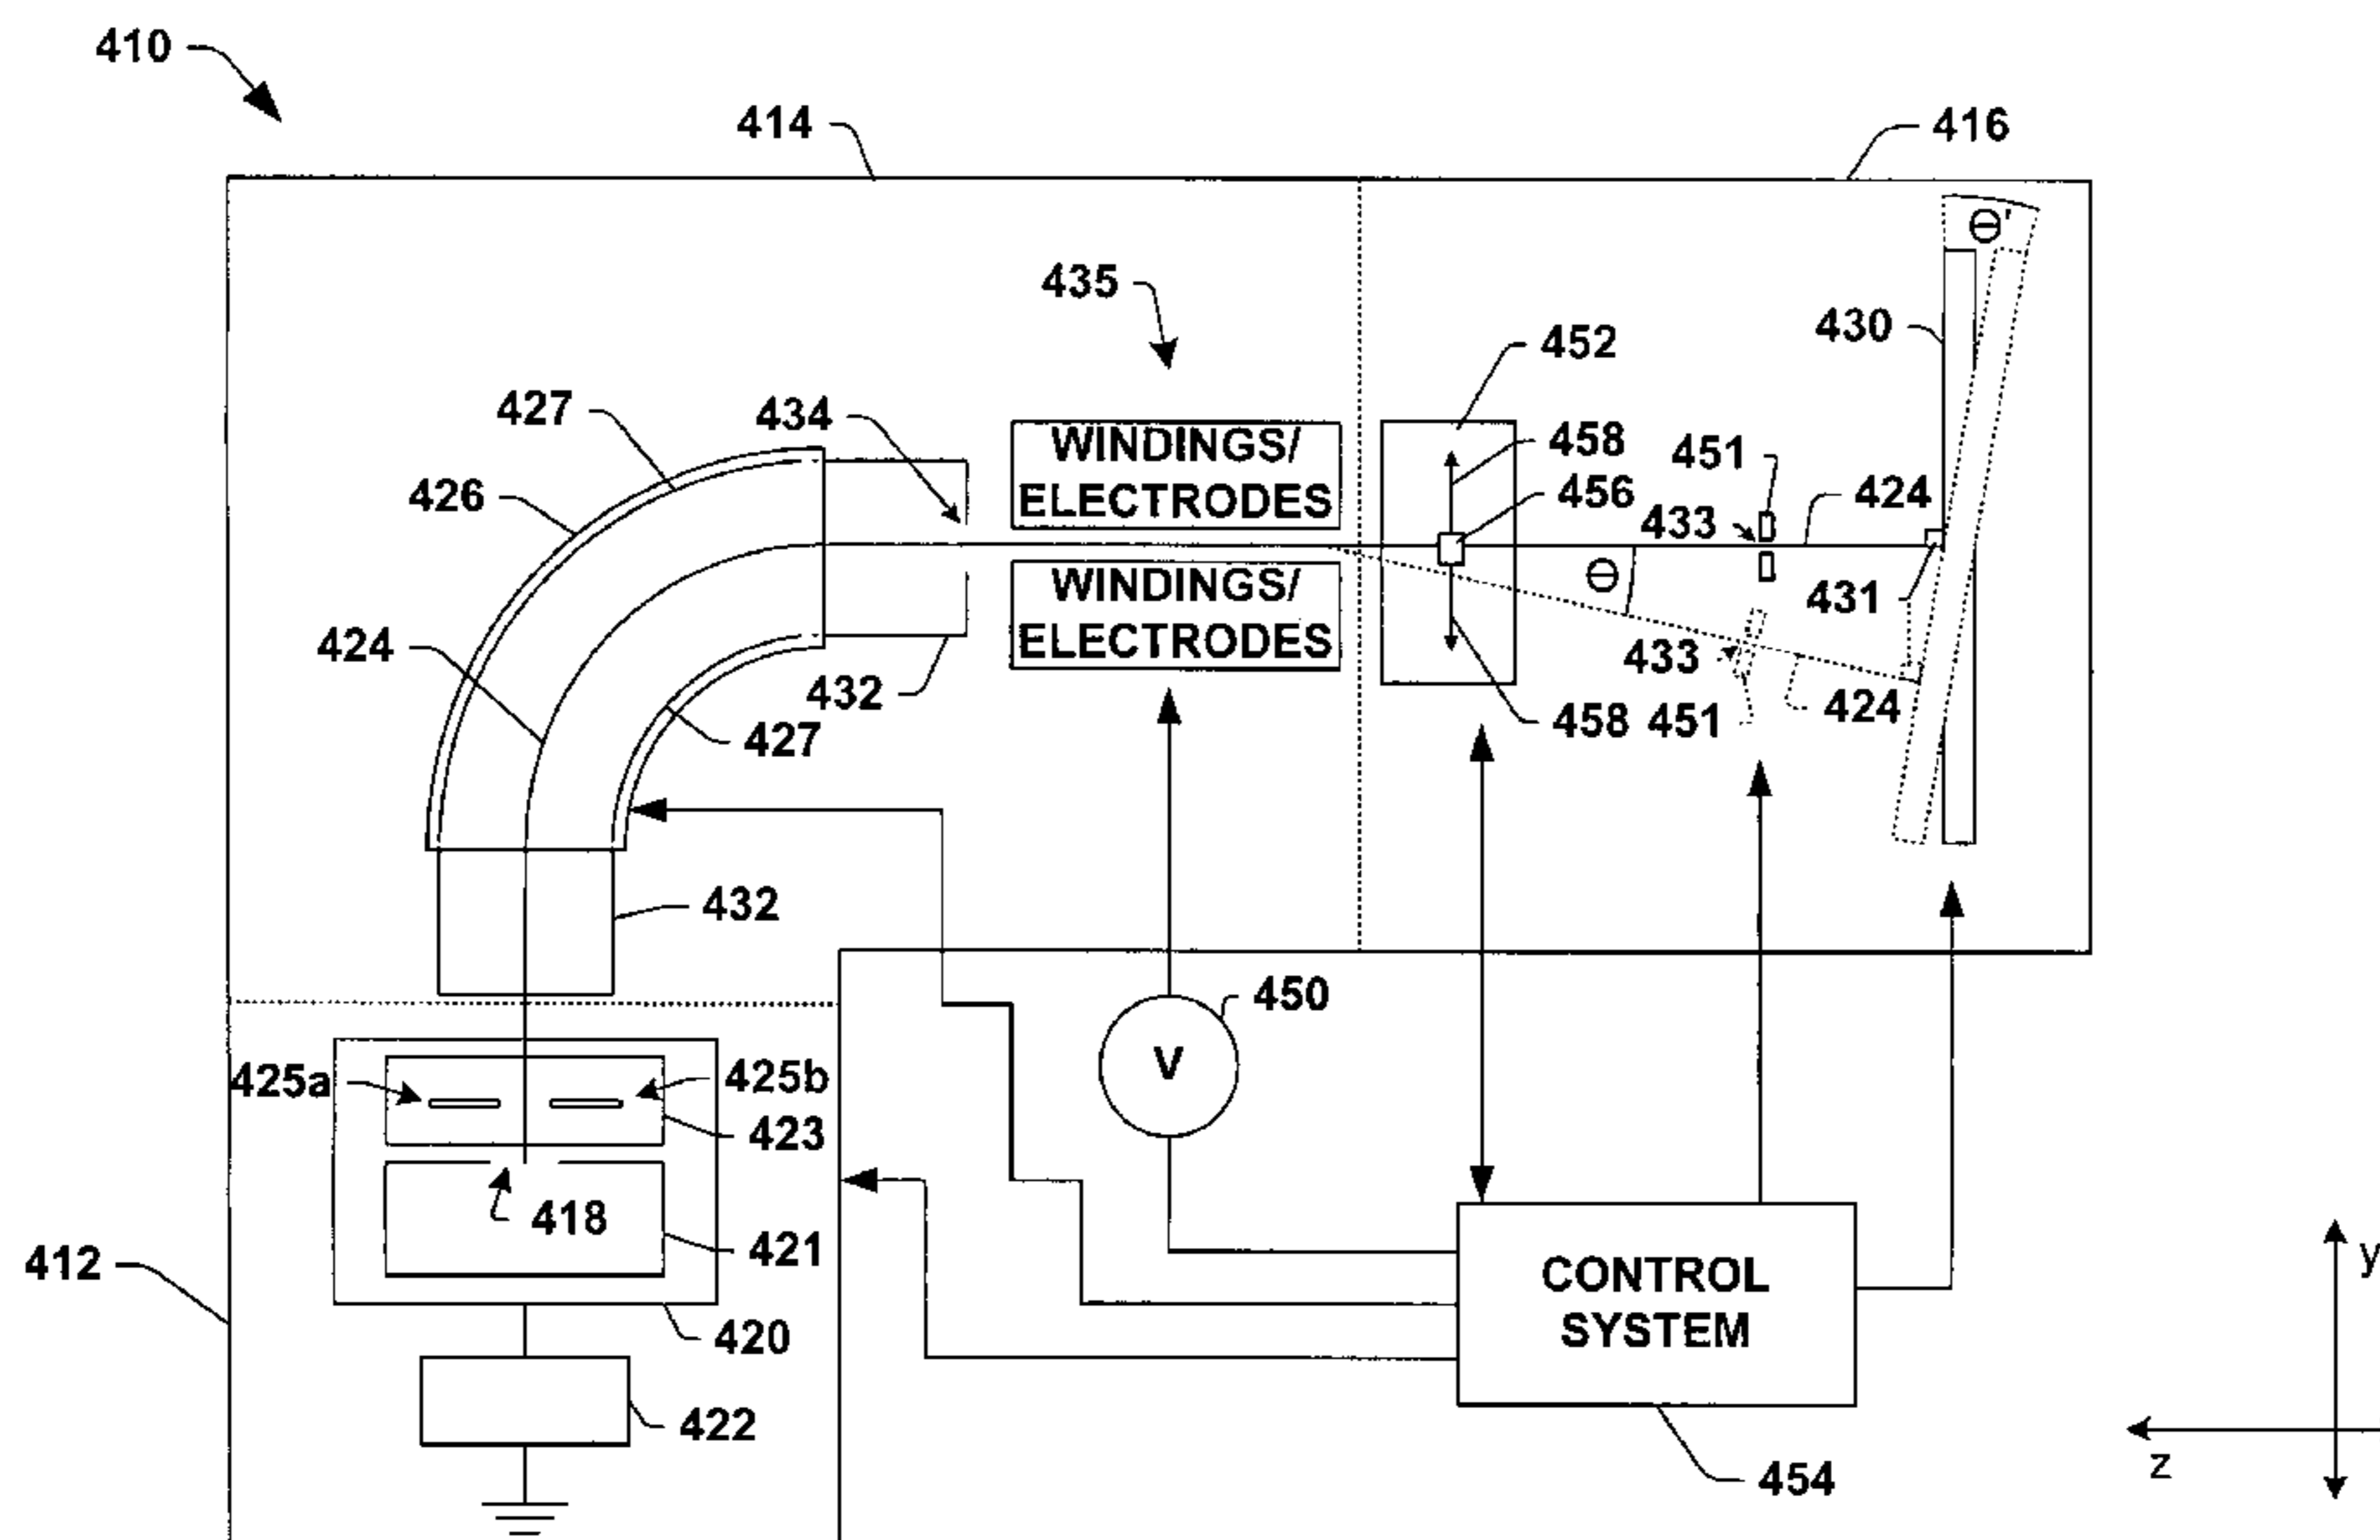 410
414
416
Θ'
435
430
452
427
434
WINDINGS/
ELECTRODES
458
451
426
456
433
424
Θ
WINDINGS/
ELECTRODES
431
424
433
432
458
451
424
427
432
450
V
425a
425b
423
418
421
412
CONTROL
SYSTEM
420
422
454
y
z